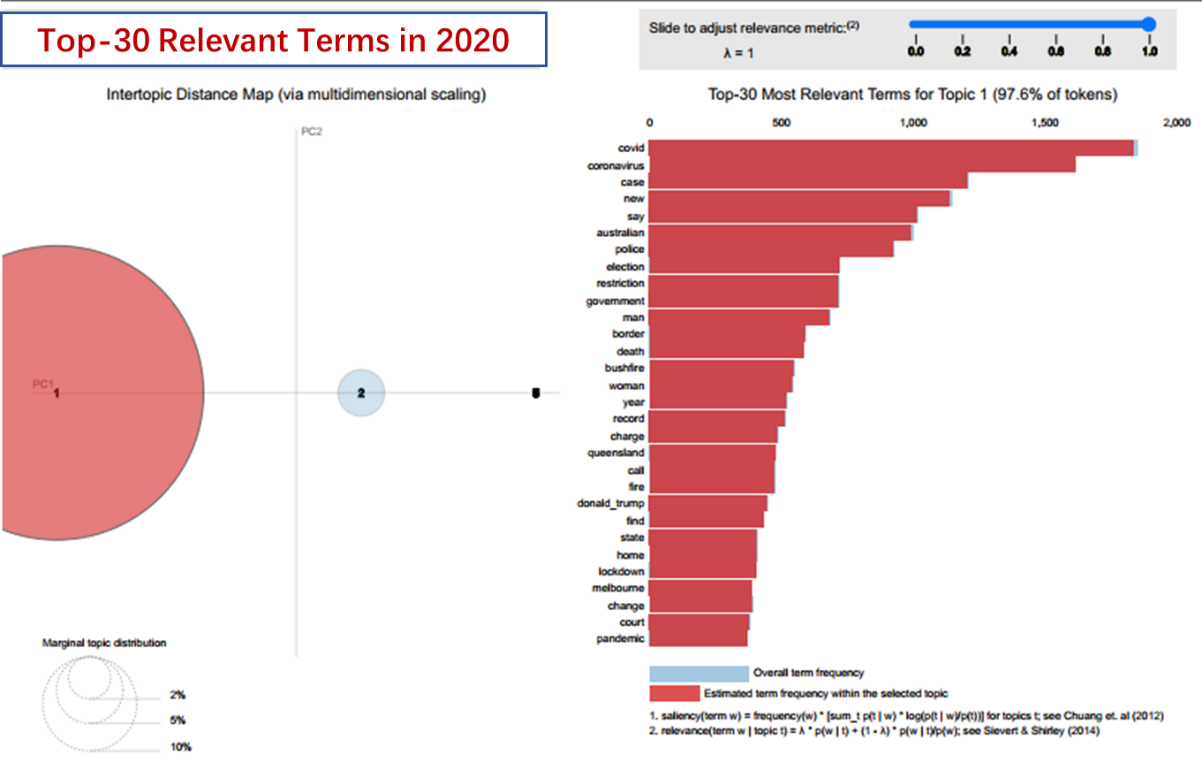 Top-30 Relevant Terms in 2020
Slide to adjust relevance metric:(2)
λ = 1
0.0 0.2 0.4 0.6 0.8 1.0
Intertopic Distance Map (via multidimensional scaling)
PC2
PC1
1
2
Marginal topic distribution
2%
5%
10%
Top-30 Most Relevant Terms for Topic 1 (97.6% of tokens)
0 500 1,000 1,500 2,000
covid
coronavirus
case
new
say
australian
police
election
restriction
government
man
border
death
bushfire
woman
year
record
charge
queensland
call
fire
donald_trump
find
state
home
lockdown
melbourne
change
court
pandemic
Overall term frequency
Estimated term frequency within the selected topic
1. saliency(term w) = frequency(w) * [sum_t p(t | w) * log(p(t | w)/p(t))] for topics t; see Chuang et. al (2012)
2. relevance(term w | topic t) = λ * p(w | t) + (1 - λ) * p(w | t)/p(w); see Sievert & Shirley (2014)